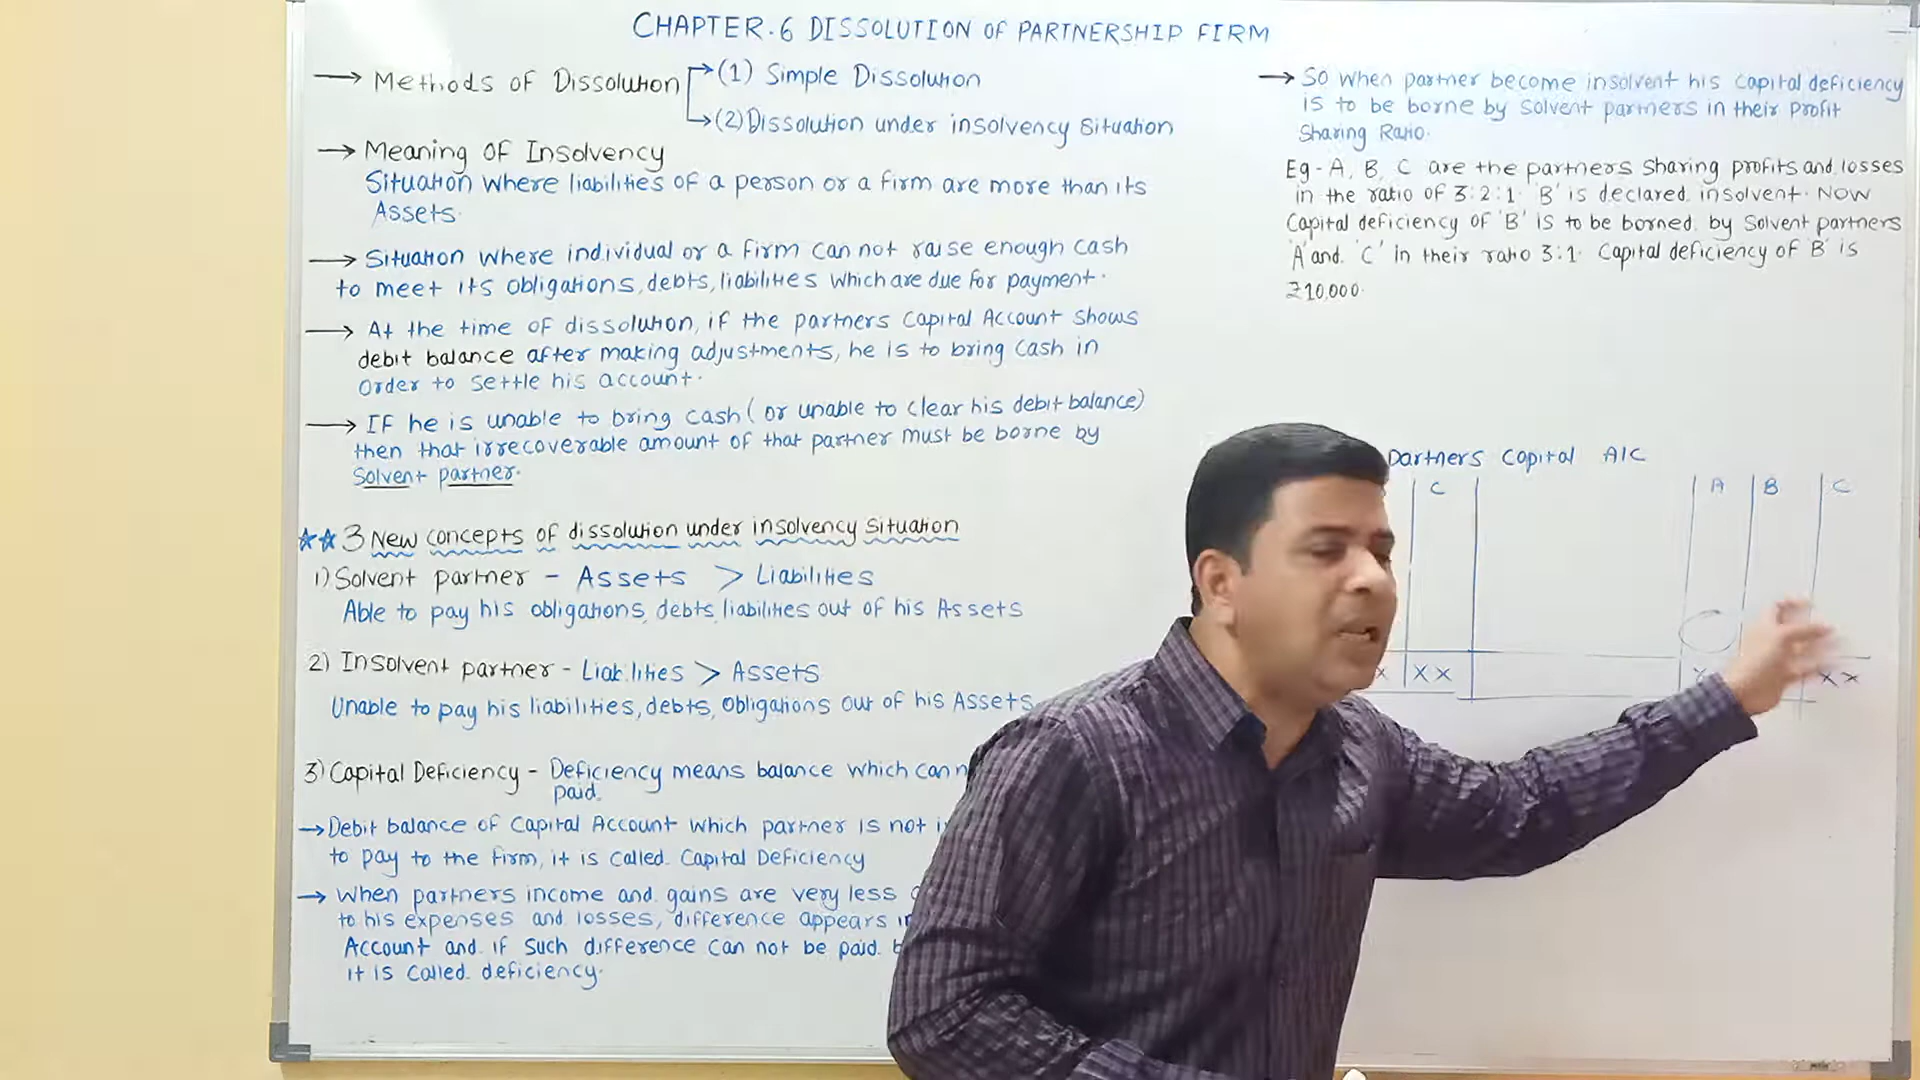 CHAPTER.6 DISSOLUTION OF PARTNERSHIP FIRM
→ Methods of Dissolution
→(1) Simple Dissolution
→(2) Dissolution under insolvency situation
→ Meaning OF Insolvency
Situation where liabilities of a person or a firm are more than its
Assets.
→ Situation where individual or a firm can not raise enough cash
to meet its obligations, debts, liabilities which are due for payment.
→ At the time of dissolution, if the partners Capital Account shows
debit balance after making adjustments, he is to bring cash in
order to settle his account.
→ If he is unable to bring cash (or unable to clear his debit balance)
then that irrecoverable amount of that partner must be borne by
Solvent partner.
☆☆ 3 New concepts of dissolution under insolvency situation
1) Solvent partner - Assets > Liabilities
Able to pay his obligations, debts, liabilities out of his Assets
2) Insolvent partner - Liabilities > Assets
Unable to pay his liabilities, debts, obligations out of his Assets
3) Capital Deficiency - Deficiency means balance which can
paid.
→ Debit balance of Capital Account which partner is not
to pay to the firm, it is called Capital Deficiency
→ When partners income and gains are very less
to his expenses and losses, difference appears
Account and if such difference can not be paid
it is called deficiency.
→ So when partner become insolvent his capital deficiency
is to be borne by solvent partners in their profit
Sharing Ratio.
Eg - A, B, C are the partners sharing profits and losses
in the ratio of 3:2:1. 'B' is declared insolvent. Now
Capital deficiency of 'B' is to be borned by Solvent partners
'A' and 'C' in their ratio 3:1. Capital deficiency of 'B' is
₹10,000.
Partners Capital A/C
C A B C
x x x x x